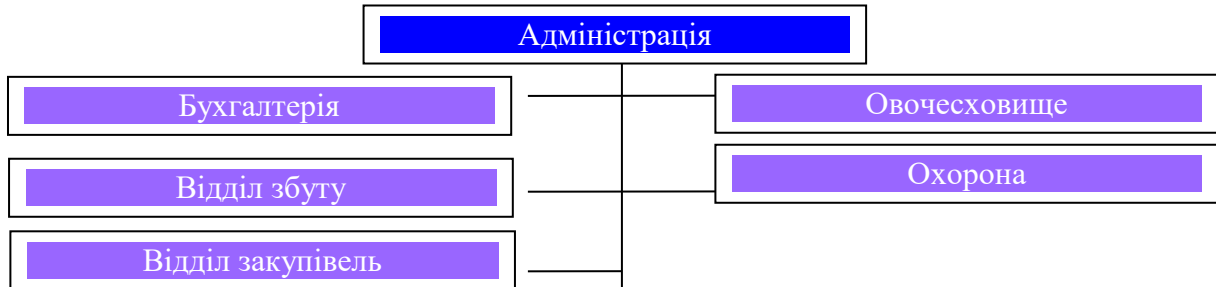 Адміністрація
Бухгалтерія
Овочесховище
Відділ збуту
Охорона
Відділ закупівель